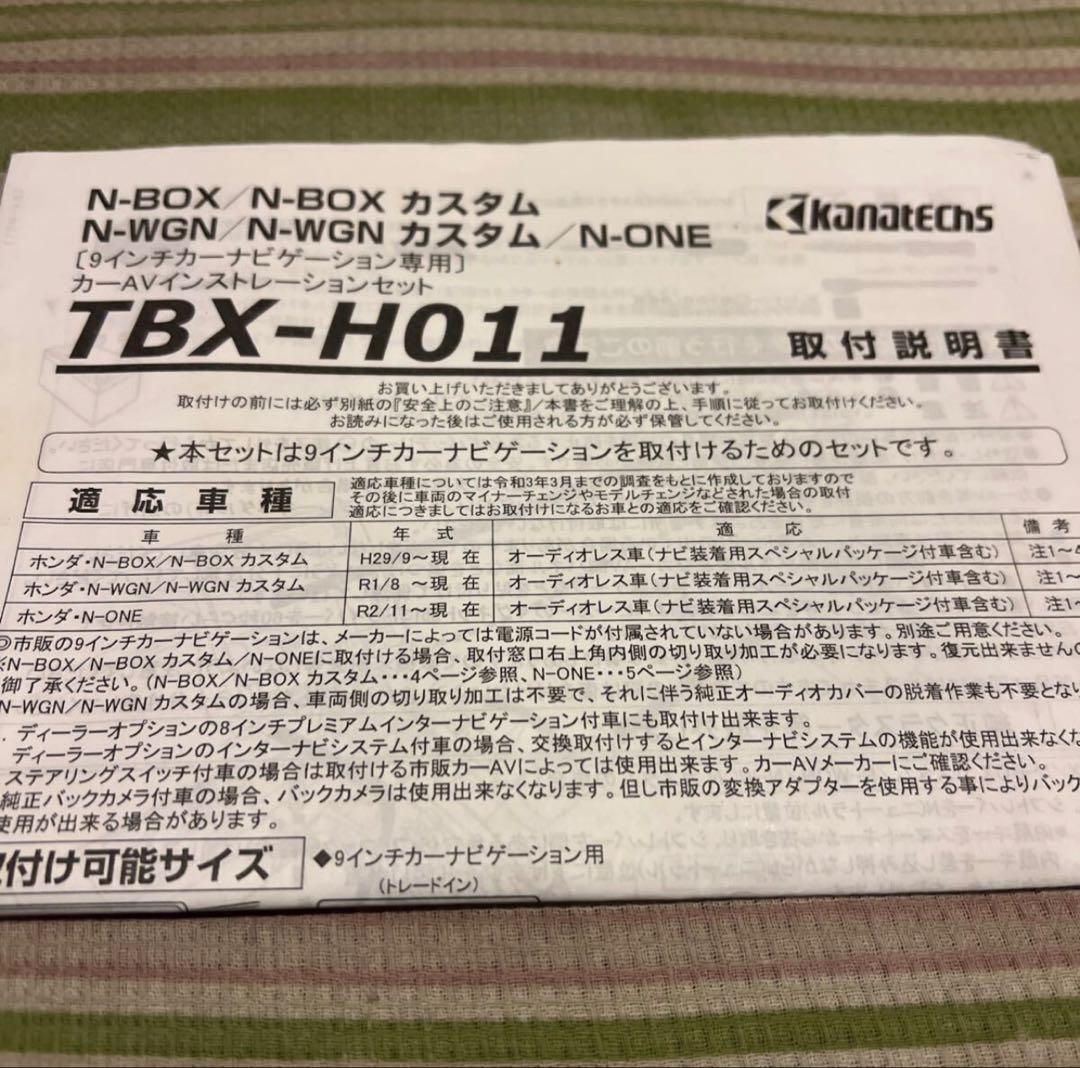 N-BOX/N-BOX カスタム
N-WGN/N-WGN カスタム/N-ONE
kanatechs
〔9インチカーナビゲーション専用〕
カーAVインストレーションセット
TBX-H011
取付説明書
お買い上げいただきましてありがとうございます。
取付けの前には必ず別紙の『安全上のご注意』/本書をご理解の上、手順に従ってお取付けください。
お読みになった後はご使用される方が必ず保管してください。
★本セットは9インチカーナビゲーションを取付けるためのセットです。
適応車種
適応車種については令和3年3月までの調査をもとに作成しておりますので
その後に車両のマイナーチェンジやモデルチェンジなどされた場合の取付
適応につきましてはお取付けになるお車との適応をご確認ください。
車種 年式 適応 備考
ホンダ・N-BOX/N-BOX カスタム H29/9~現在 オーディオレス車(ナビ装着用スペシャルパッケージ付車含む) 注1~4
ホンダ・N-WGN/N-WGN カスタム R1/8 ~現在 オーディオレス車(ナビ装着用スペシャルパッケージ付車含む) 注1~
ホンダ・N-ONE R2/11~現在 オーディオレス車(ナビ装着用スペシャルパッケージ付車含む) 注1~
◎市販の9インチカーナビゲーションは、メーカーによっては電源コードが付属されていない場合があります。別途ご用意ください。
※N-BOX/N-BOX カスタム/N-ONEに取付ける場合、取付窓口右上角内側の切り取り加工が必要になります。復元出来ませんの
御了承ください。(N-BOX/N-BOX カスタム・・・4ページ参照、N-ONE・・・5ページ参照)
N-WGN/N-WGN カスタムの場合、車両側の切り取り加工は不要で、それに伴う純正オーディオカバーの脱着作業も不要となり
. ディーラーオプションの8インチプレミアムインターナビゲーション付車にも取付け出来ます。
ディーラーオプションのインターナビシステム付車の場合、交換取付けするとインターナビシステムの機能が使用出来なくな
ステアリングスイッチ付車の場合は取付ける市販カーAVによっては使用出来ます。カーAVメーカーにご確認ください。
純正バックカメラ付車の場合、バックカメラは使用出来なくなります。但し市販の変換アダプターを使用する事によりバック
使用が出来る場合があります。
付け可能サイズ
◆9インチカーナビゲーション用
(トレードイン)